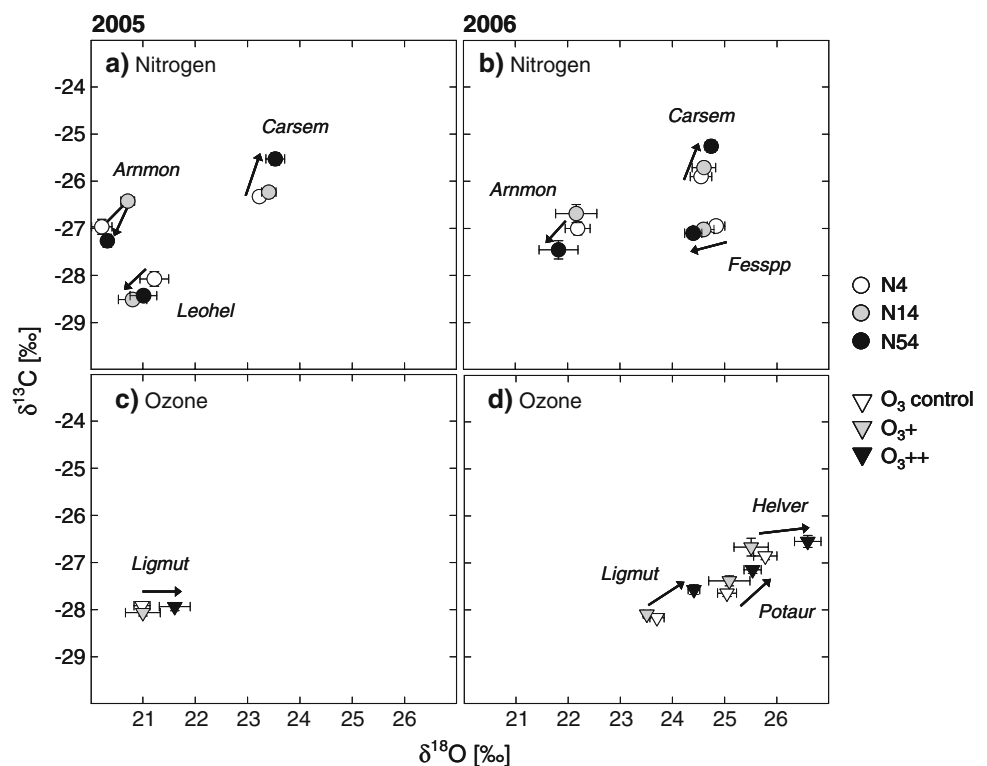 2005
2006
a) Nitrogen
b) Nitrogen
-24
-25
-26
-27
-28
-29
Carsem
Arnmon
Leohel
Carsem
Arnmon
Fesspp
N4
N14
N54
δ¹³C [‰]
c) Ozone
d) Ozone
-24
-25
-26
-27
-28
-29
Ligmut
Helver
Ligmut
Potaur
O₃ control
O₃+
O₃++
21 22 23 24 25 26
21 22 23 24 25 26
δ¹⁸O [‰]